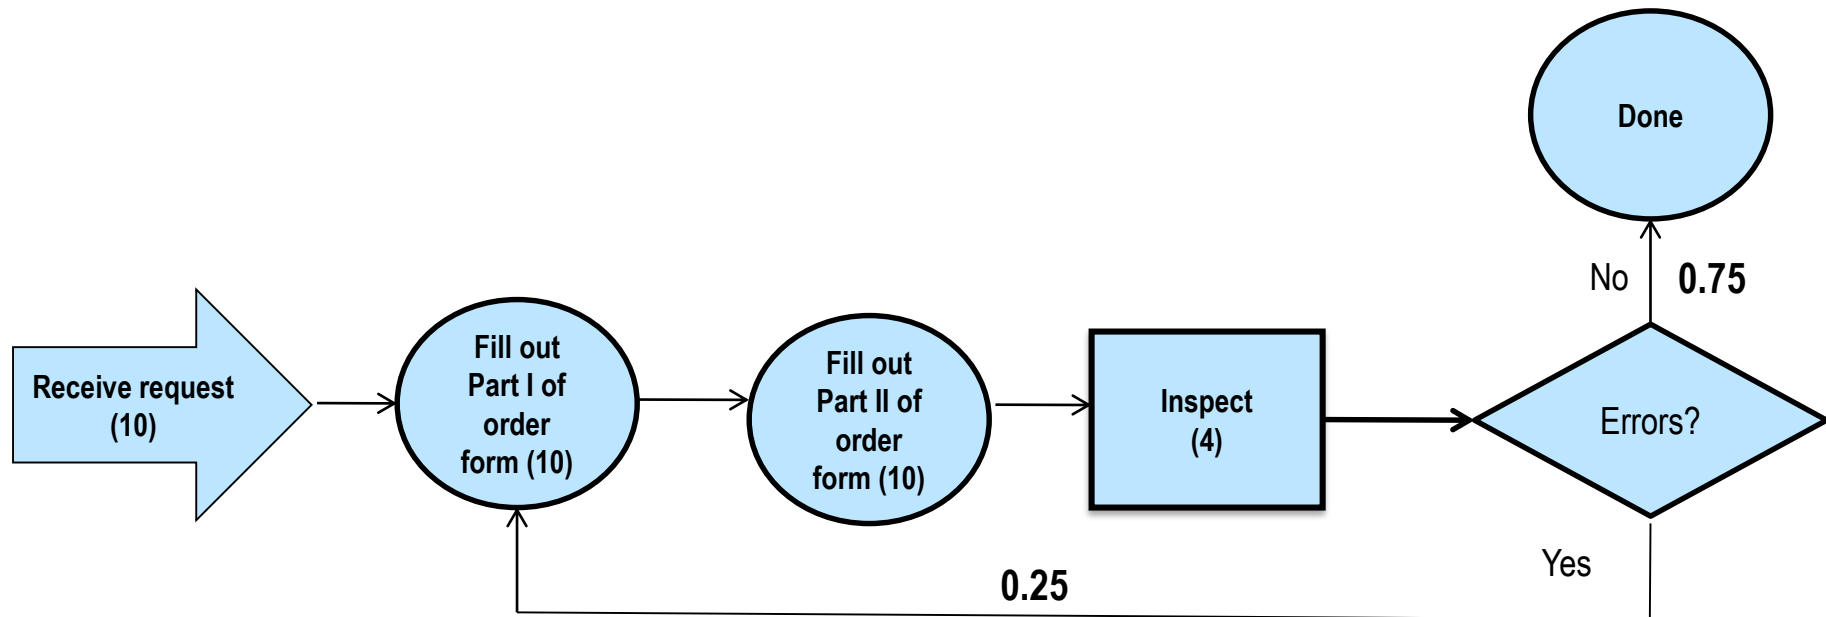 Receive request
(10)
Fill out
Part I of
order
form (10)
Fill out
Part II of
order
form (10)
Inspect
(4)
Errors?
No
0.75
Done
Yes
0.25